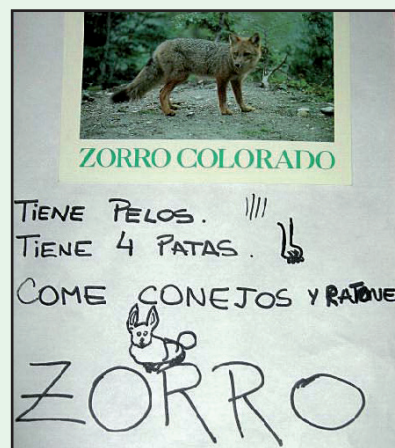 ZORRO COLORADO
TIENE PELOS.
TIENE 4 PATAS.
COME CONEJOS Y RATONE
ZORRO